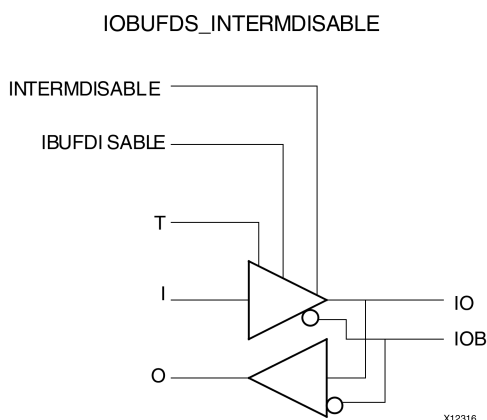 IOBUFDS_INTERMDISABLE
INTERMDISABLE
IBUFDI SABLE
T
I
IO
IOB
O
X12316